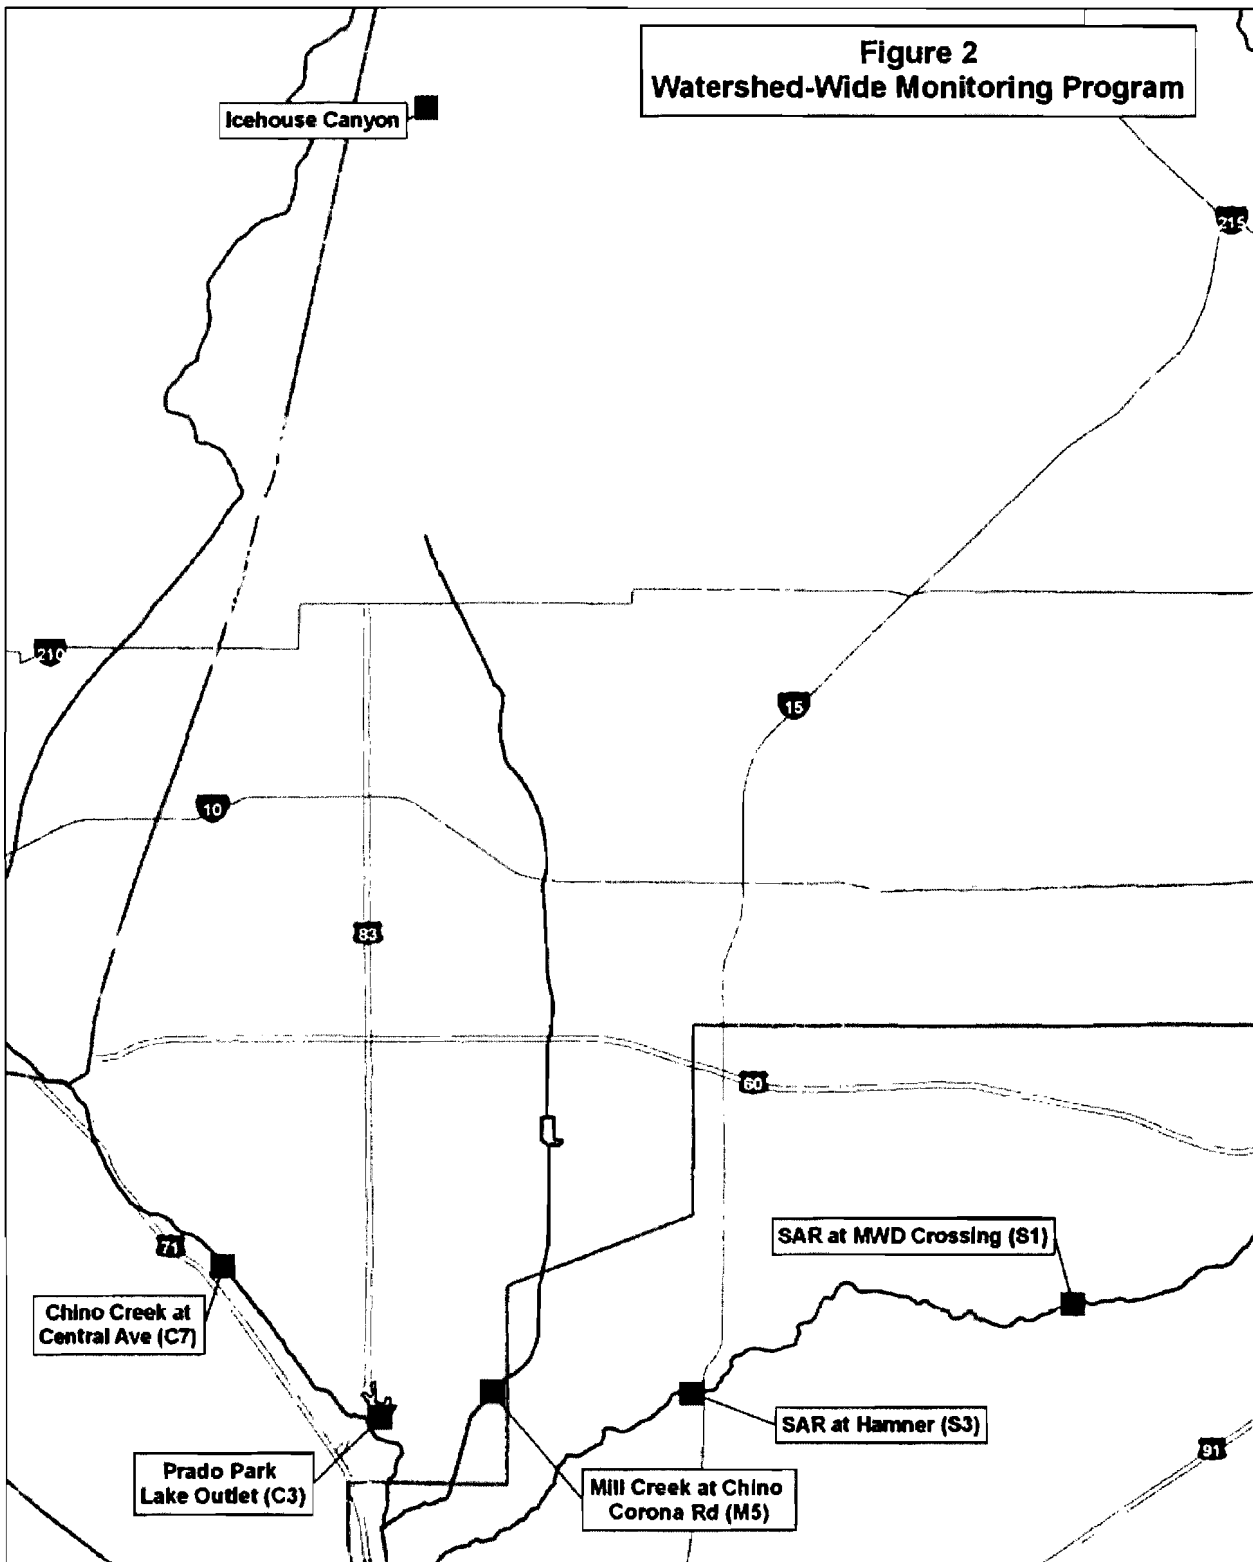 Figure 2
Watershed-Wide Monitoring Program
Icehouse Canyon
215
210
15
10
83
60
71
SAR at MWD Crossing (S1)
Chino Creek at
Central Ave (C7)
SAR at Hamner (S3)
91
Prado Park
Lake Outlet (C3)
Mill Creek at Chino
Corona Rd (M5)